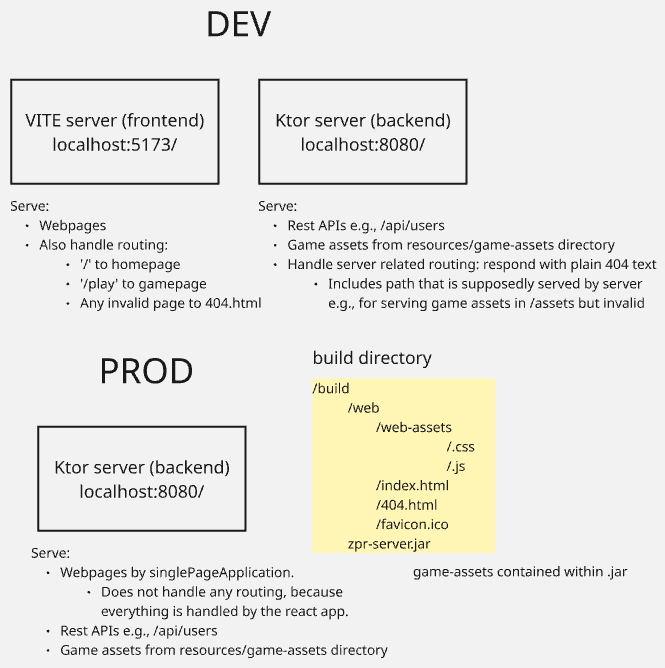 DEV
VITE server (frontend)
localhost:5173/
Serve:
• Webpages
• Also handle routing:
• '/' to homepage
• '/play' to gamepage
• Any invalid page to 404.html
Ktor server (backend)
localhost:8080/
Serve:
• Rest APIs e.g., /api/users
• Game assets from resources/game-assets directory
• Handle server related routing: respond with plain 404 text
• Includes path that is supposedly served by server
e.g., for serving game assets in /assets but invalid
PROD
Ktor server (backend)
localhost:8080/
Serve:
• Webpages by singlePageApplication.
• Does not handle any routing, because
everything is handled by the react app.
• Rest APIs e.g., /api/users
• Game assets from resources/game-assets directory
build directory
/build
/web
/web-assets
/.css
/.js
/index.html
/404.html
/favicon.ico
zpr-server.jar
game-assets contained within .jar